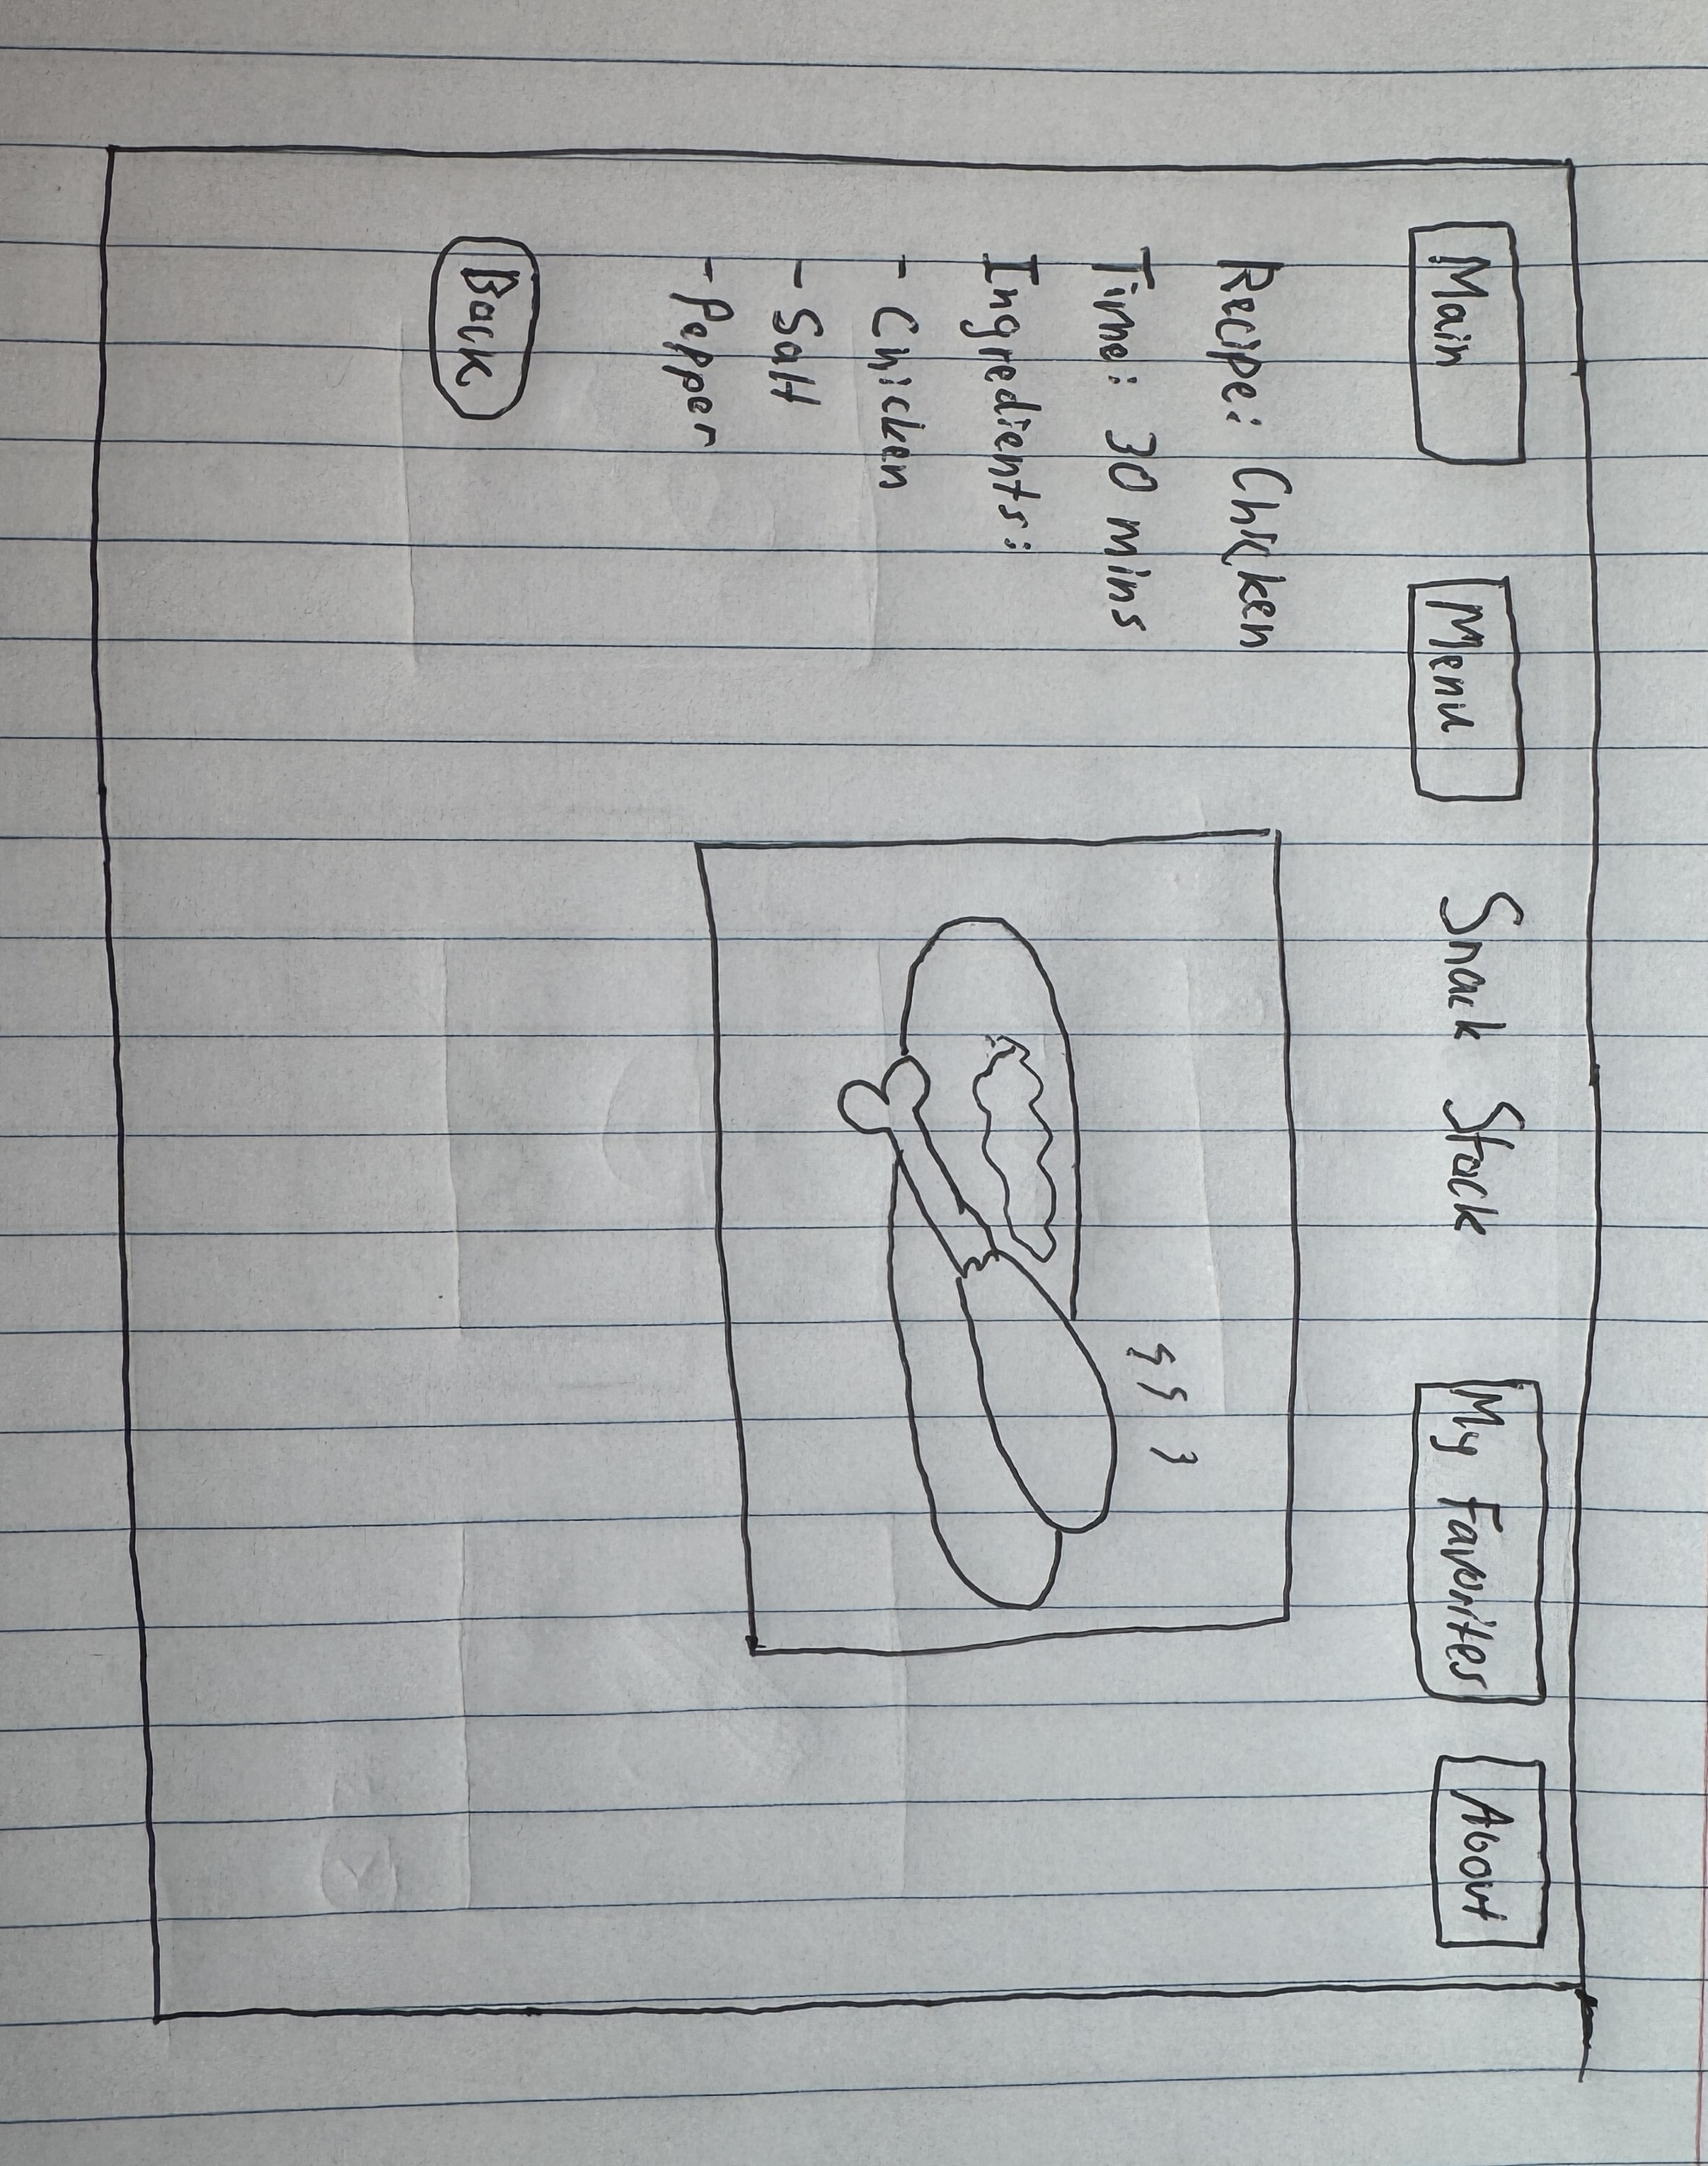 Main Menu Snack Stack My Favorites About
Recipe: Chicken
Time: 30 mins
Ingredients:
- Chicken
- Salt
- Pepper
Back